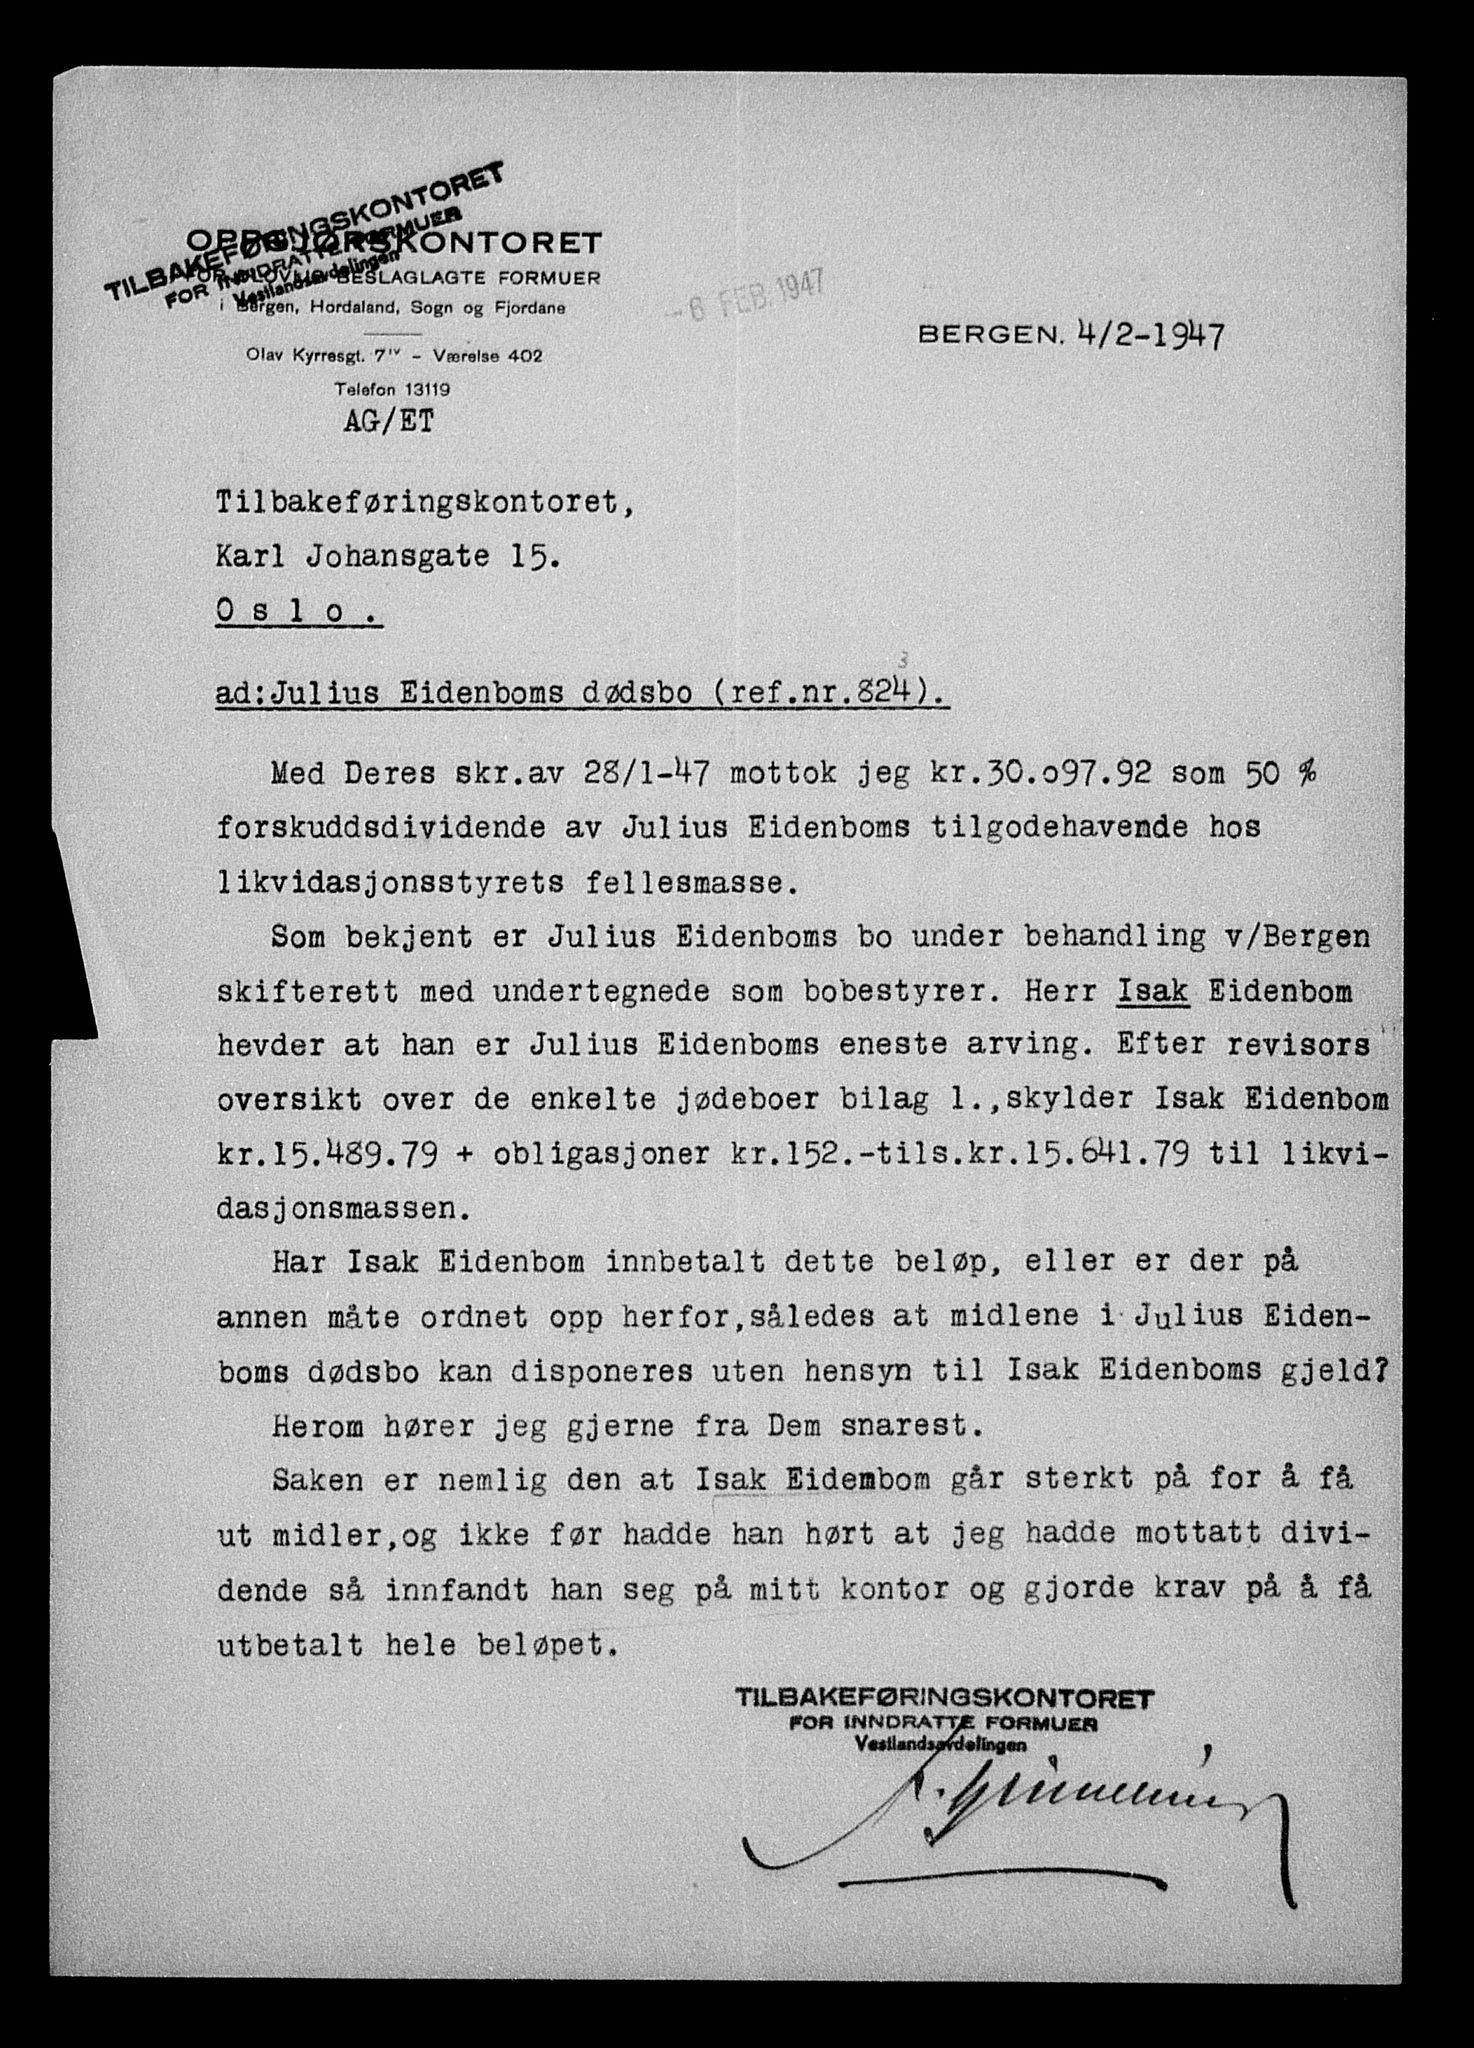 TILBAKEFØRINGSKONTORET
FOR INNDRATTE FORMUER
Vestlandsavdelingen
OPPGJØRSKONTORET
FOR ULOVLIG BESLAGLAGTE FORMUER
i Bergen, Hordaland, Sogn og Fjordane
Olav Kyrresgt. 7IV – Værelse 402
Telefon 13119
AG/ET
- 6 FEB. 1947
BERGEN. 4/2-1947
Tilbakeføringskontoret,
Karl Johansgate 15.
O s l o .
3
ad:Julius Eidenboms dødsbo (ref.nr.824).
Med Deres skr.av 28/1-47 mottok jeg kr.30.o97.92 som 50 %
forskuddsdividende av Julius Eidenboms tilgodehavende hos
likvidasjonsstyrets fellesmasse.
Som bekjent er Julius Eidenboms bo under behandling v/Bergen
skifterett med undertegnede som bobestyrer. Herr Isak Eidenbom
hevder at han er Julius Eidenboms eneste arving. Efter revisors
oversikt over de enkelte jødeboer bilag 1.,skylder Isak Eidenbom
kr.15.489.79 + obligasjoner kr.152.-tils.kr.15.641.79 til likvi-
dasjonsmassen.
Har Isak Eidenbom innbetalt dette beløp, eller er der på
annen måte ordnet opp herfor,således at midlene i Julius Eiden-
boms dødsbo kan disponeres uten hensyn til Isak Eidenboms gjeld?
Herom hører jeg gjerne fra Dem snarest.
Saken er nemlig den at Isak Eidembom går sterkt på for å få
ut midler,og ikke før hadde han hørt at jeg hadde mottatt divi-
dende så innfandt han seg på mitt kontor og gjorde krav på å få
utbetalt hele beløpet.
TILBAKEFØRINGSKONTORET
FOR INNDRATTE FORMUER
Vestlandsavdelingen